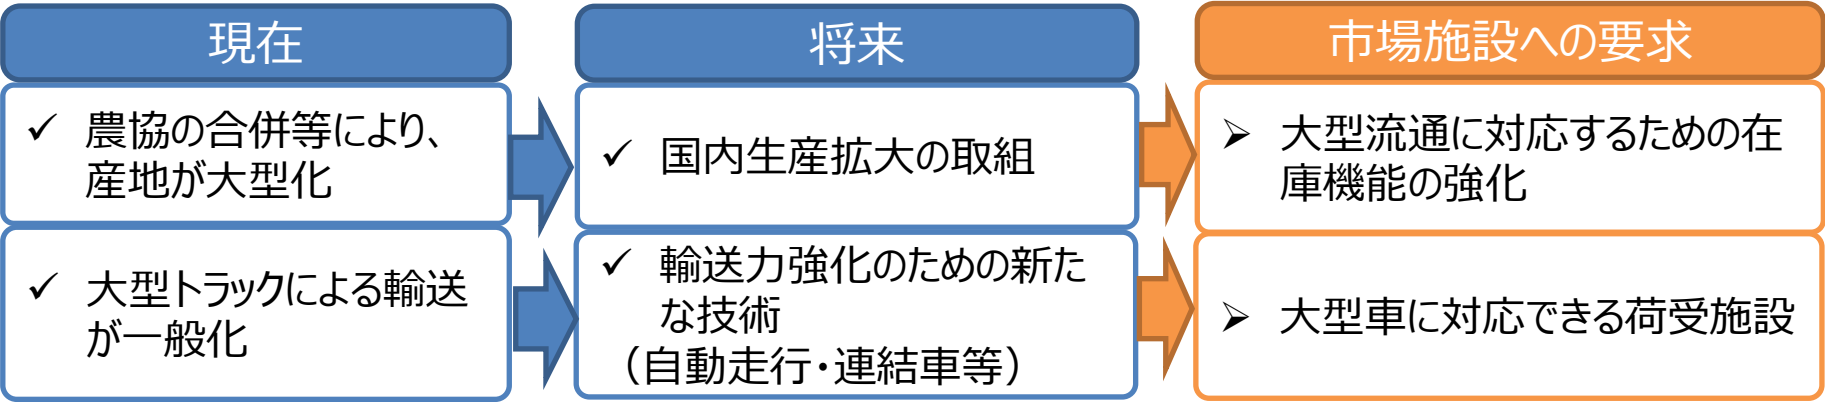 現在
農協の合併等により、
産地が大型化
大型トラックによる輸送
が一般化
将来
国内生産拡大の取組
輸送力強化のための新た
な技術
（自動走行・連結車等）
市場施設への要求
大型流通に対応するための在
庫機能の強化
大型車に対応できる荷受施設